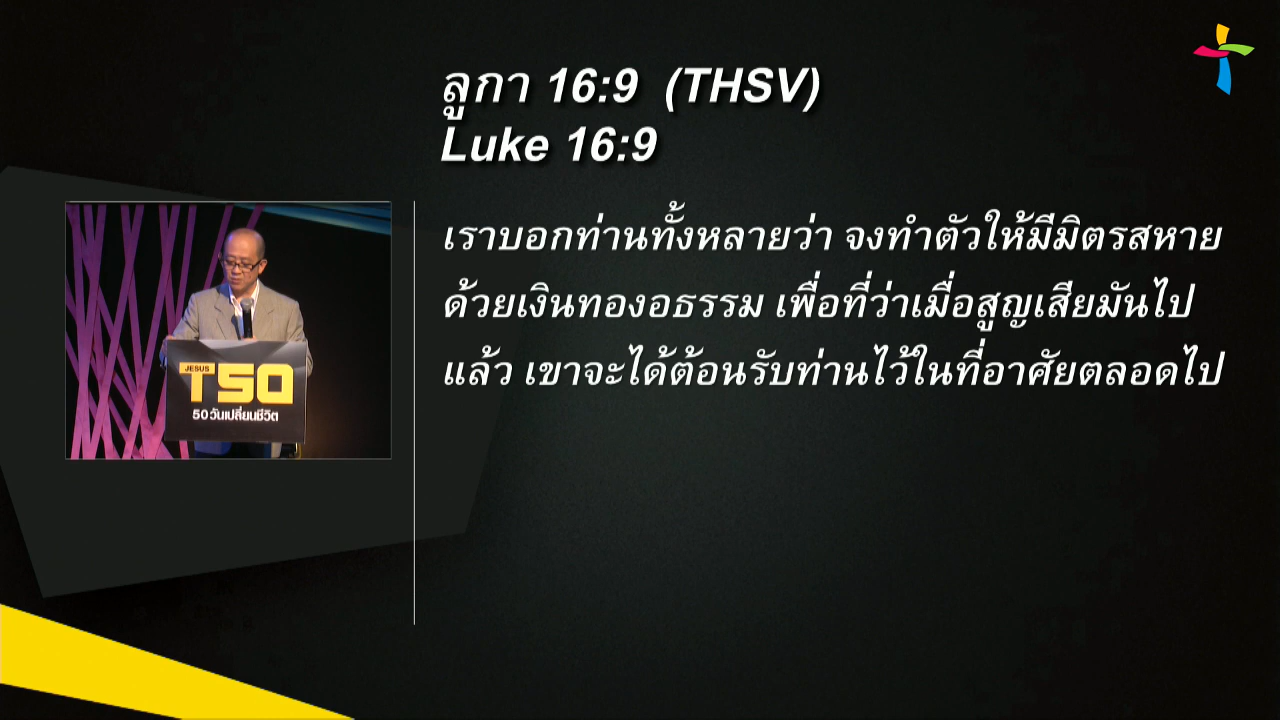 ลูกา 16:9 (THSV)
Luke 16:9
เราบอกท่านทั้งหลายว่า จงทำตัวให้มีมิตรสหาย
ด้วยเงินทองอธรรม เพื่อที่ว่าเมื่อสูญเสียมันไป
แล้ว เขาจะได้ต้อนรับท่านไว้ในที่อาศัยตลอดไป
JESUS
T50
50 วันเปลี่ยนชีวิต